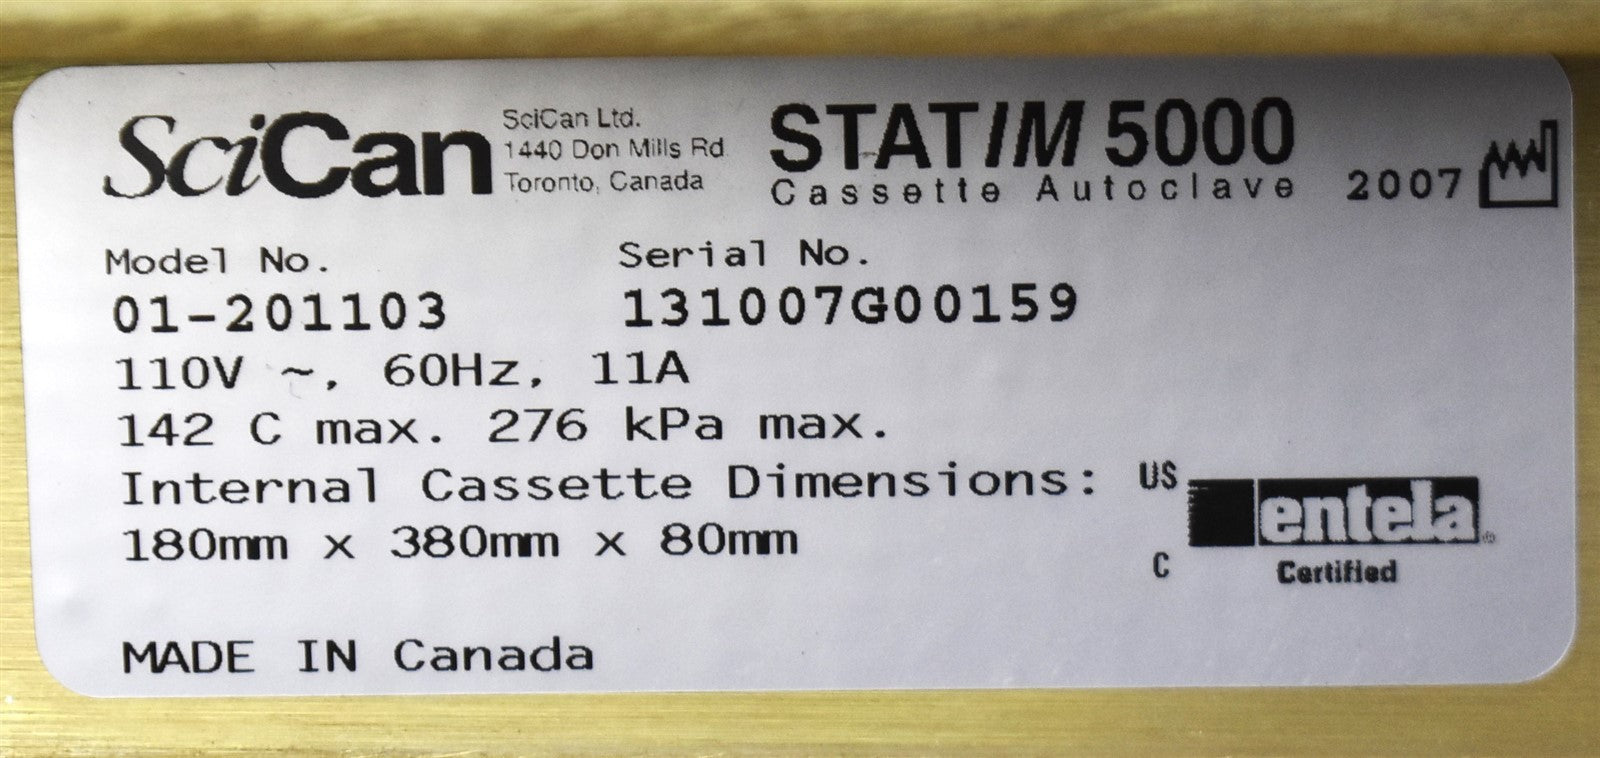 SciCan
SciCan Ltd.
1440 Don Mills Rd.
Toronto, Canada
STATIM 5000
Cassette Autoclave
2007
Model No.
01-201103
Serial No.
131007G00159
110V ~, 60Hz, 11A
142 C max. 276 kPa max.
Internal Cassette Dimensions:
180mm x 380mm x 80mm
MADE IN Canada
US
C
entela®
Certified